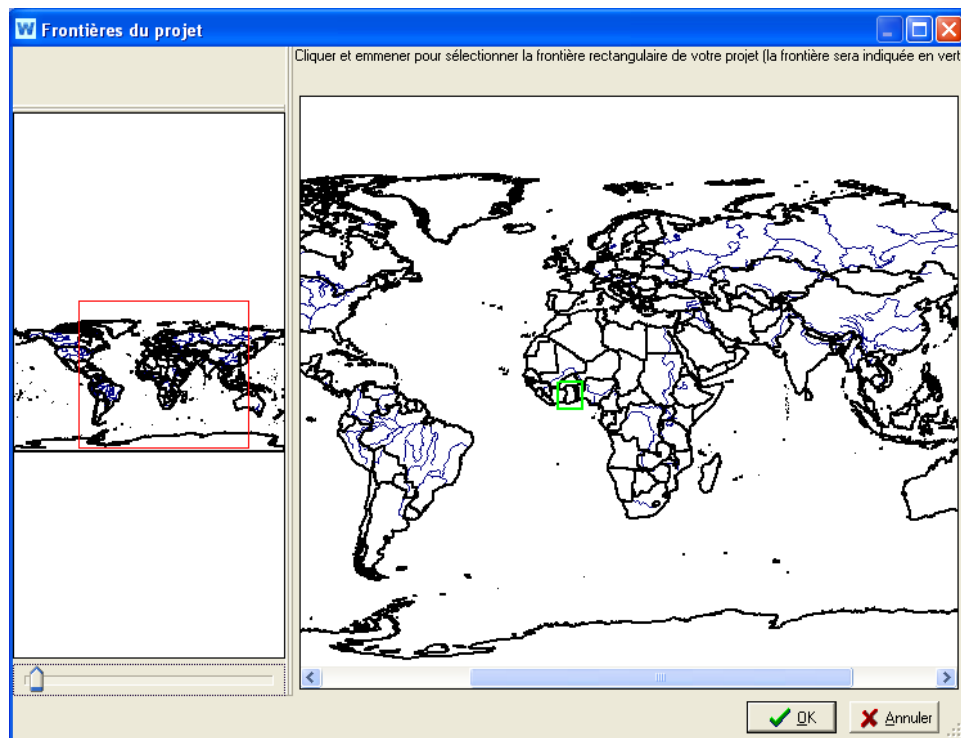 W Frontières du projet
Cliquer et emmener pour sélectionner la frontière rectangulaire de votre projet (la frontière sera indiquée en vert
OK
Annuler